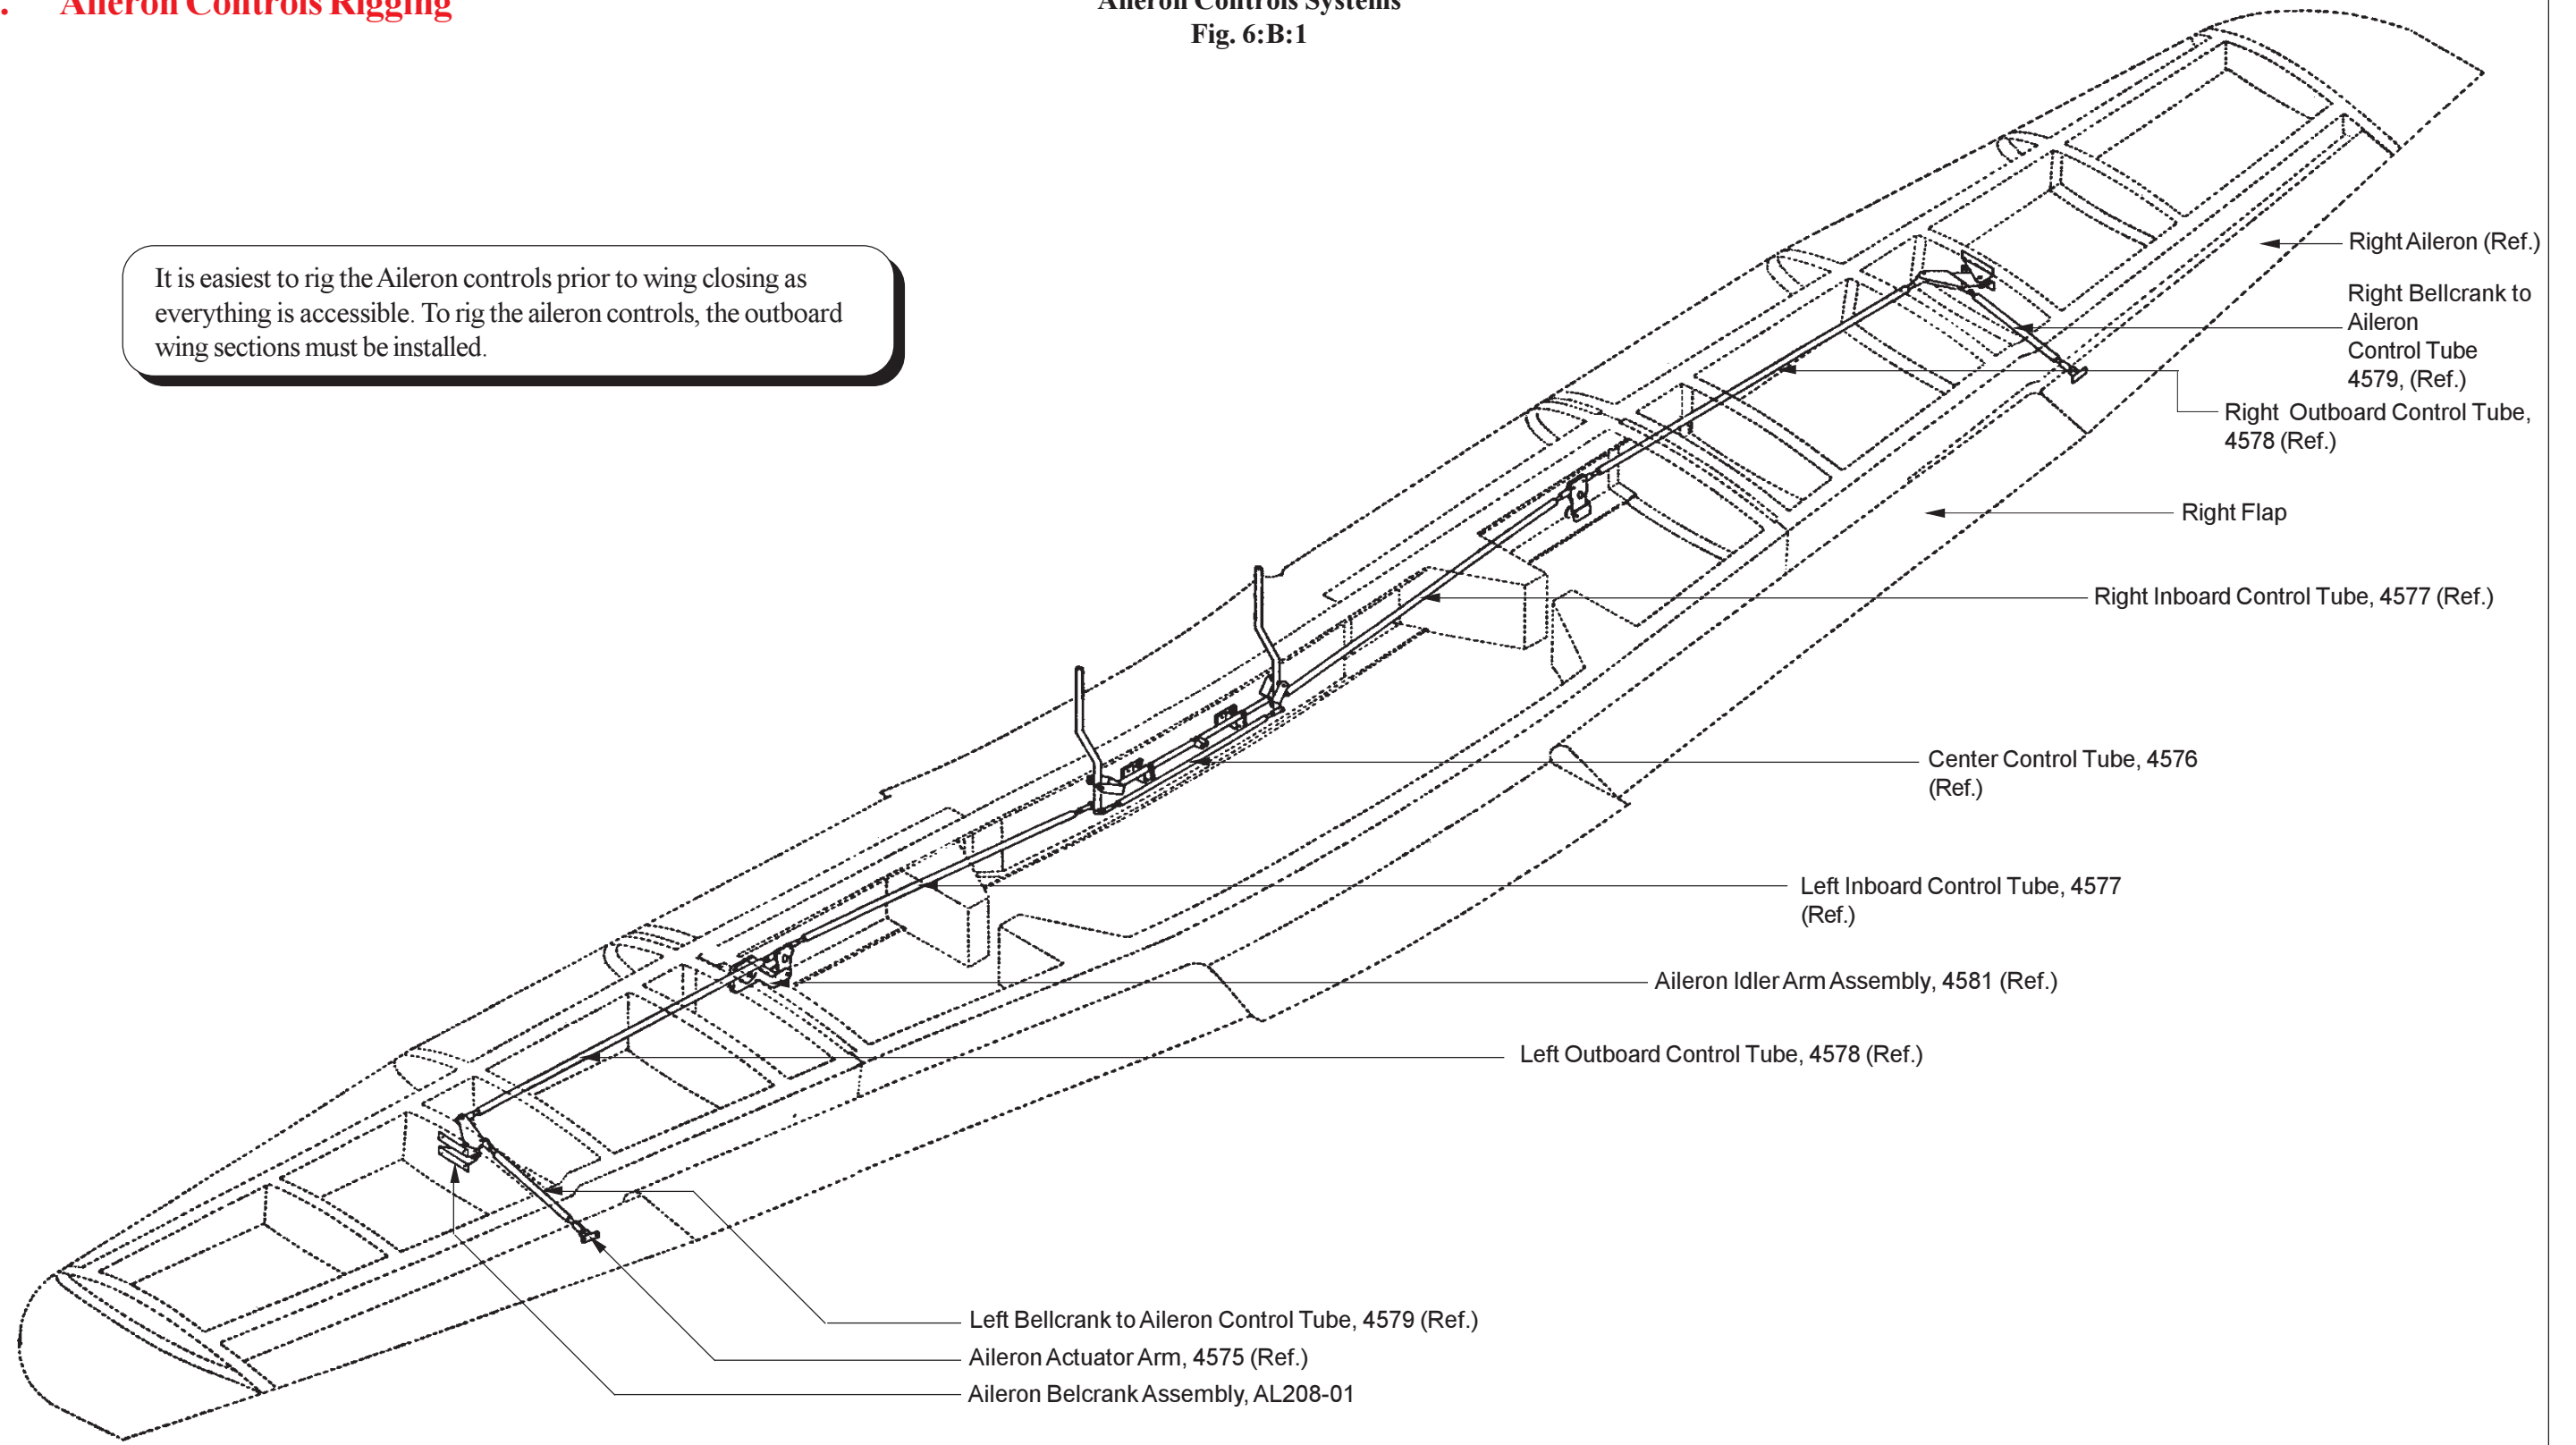 . Aileron Controls Rigging
Aileron Controls Systems
Fig. 6:B:1
It is easiest to rig the Aileron controls prior to wing closing as
everything is accessible. To rig the aileron controls, the outboard
wing sections must be installed.
Right Aileron (Ref.)
Right Bellcrank to
Aileron
Control Tube
4579, (Ref.)
Right Outboard Control Tube,
4578 (Ref.)
Right Flap
Right Inboard Control Tube, 4577 (Ref.)
Center Control Tube, 4576
(Ref.)
Left Inboard Control Tube, 4577
(Ref.)
Aileron Idler Arm Assembly, 4581 (Ref.)
Left Outboard Control Tube, 4578 (Ref.)
Left Bellcrank to Aileron Control Tube, 4579 (Ref.)
Aileron Actuator Arm, 4575 (Ref.)
Aileron Belcrank Assembly, AL208-01